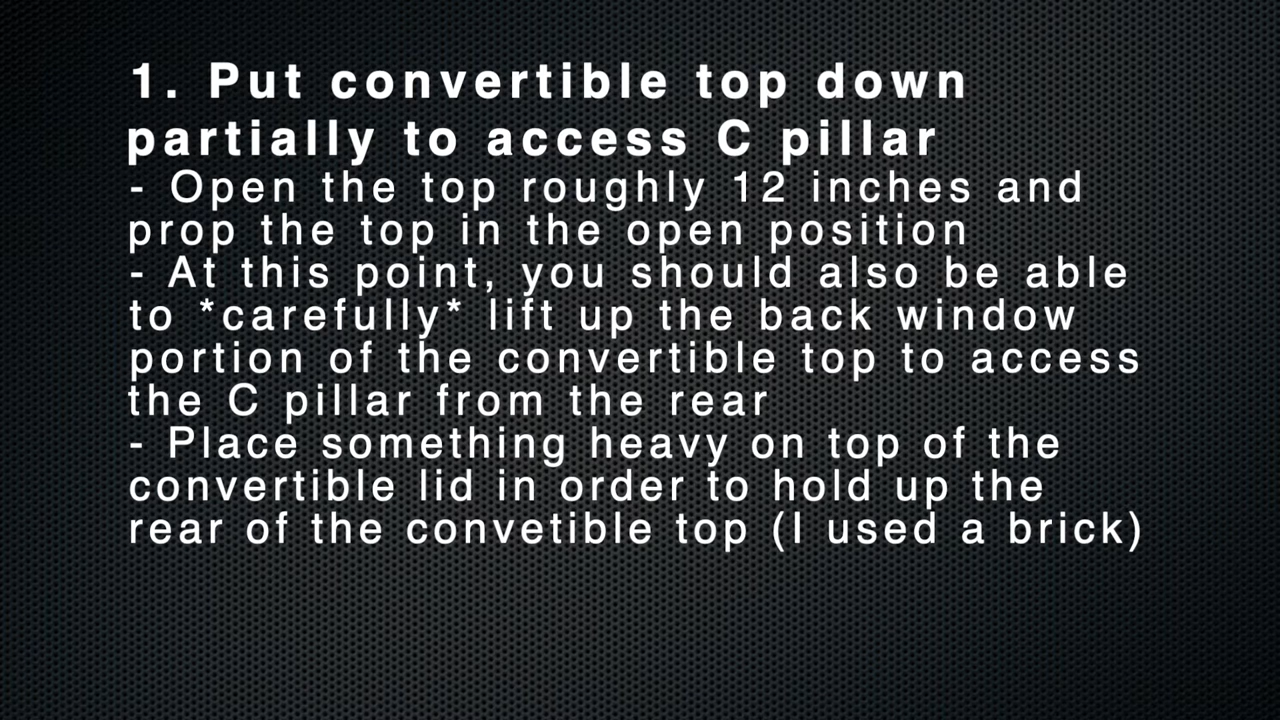 1. Put convertible top down
partially to access C pillar
- Open the top roughly 12 inches and
prop the top in the open position
- At this point, you should also be able
to *carefully* lift up the back window
portion of the convertible top to access
the C pillar from the rear
- Place something heavy on top of the
convertible lid in order to hold up the
rear of the convetible top (I used a brick)